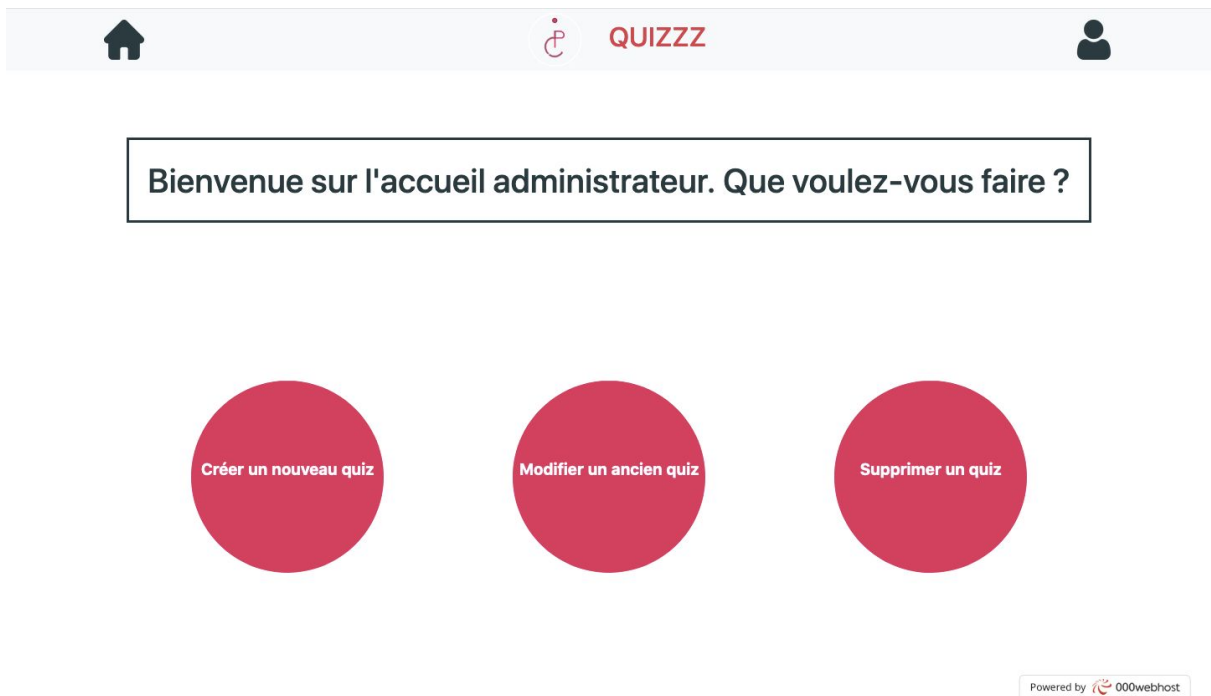 QUIZZZ
Bienvenue sur l'accueil administrateur. Que voulez-vous faire ?
Créer un nouveau quiz
Modifier un ancien quiz
Supprimer un quiz
Powered by 000webhost